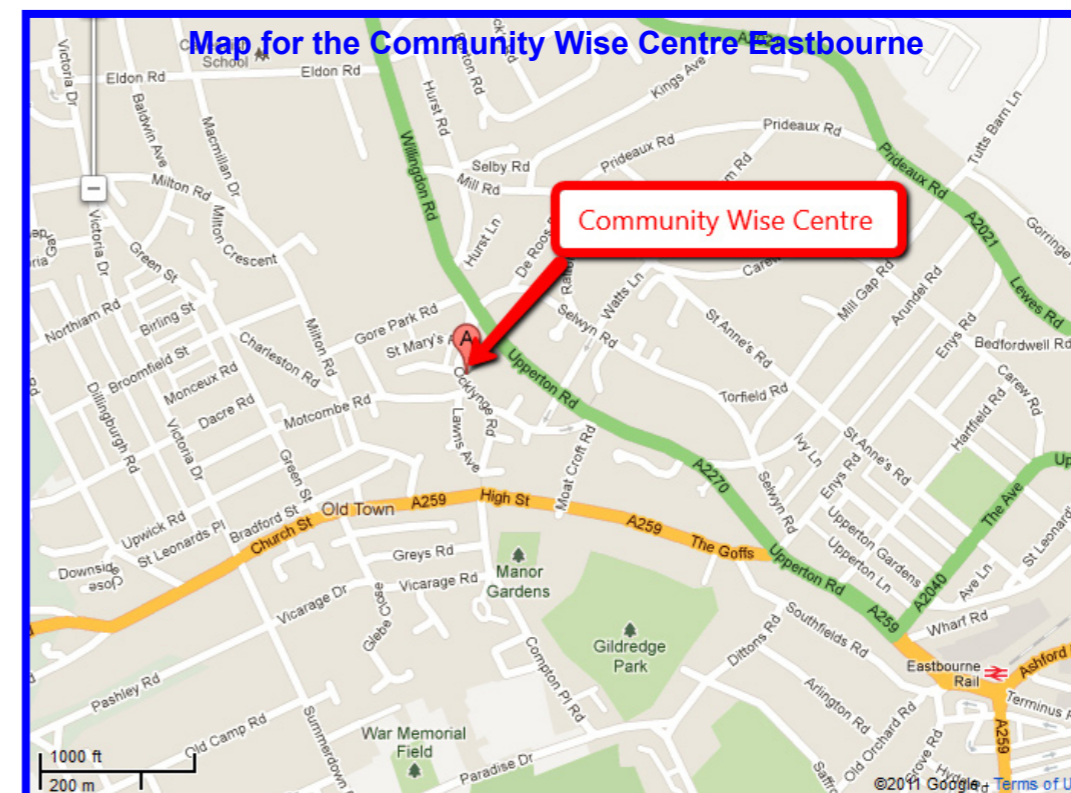 Map for the Community Wise Centre Eastbourne
School
Victoria Dr
Eldon Rd
Eldon Rd
Baldwin Ave
Macmillan Dr
Willingdon Rd
Hurst Rd
Kings Ave
Prideaux Rd
Tutts Barn Ln
Selby Rd
Prideaux Rd
Prideaux Rd
Mill Rd
Milton Rd
Milton Crescent
A2021
Victoria Dr
Green St
Hurst Ln
Community Wise Centre
Mill Gap Rd
Arundel Rd
Lewes Rd
Watts Ln
Northiam Rd
Birling St
Gore Park Rd
Selwyn Rd
St Anne's Rd
Enys Rd
Bedfordwell Rd
Milton Rd
St Mary's
A
Charleston Rd
Broomfield St
Monceux Rd
Upperton Rd
Ocklynge Rd
Torfield Rd
Carew Rd
Dillingburgh Rd
Dacre Rd
Motcombe Rd
Hartfield Rd
Victoria Dr
Lawns Ave
Moat Croft Rd
Ivy Ln
St Anne's Rd
Green St
A2270
Enys Rd
Selwyn Rd
Old Town
A259
High St
The Ave
Upwick Rd
Bradford St
St Leonards Pl
Church St
A259
The Goffs
Upperton Gardens
Upperton Ln
Greys Rd
Downside
Close
Vicarage Rd
Manor
Gardens
Upperton Rd
A2040
Ave Ln
Vicarage Dr
Glebe Close
A259
Southfields Rd
Wharf Rd
Gildredge
Park
Dittons Rd
Eastbourne
Rail
Ashford
Pashley Rd
Compton Pl Rd
Arlington Rd
Terminus
Old Camp Rd
Summerdown
War Memorial
Field
Old Orchard Rd
A259
1000 ft
Paradise Dr
200 m
©2011 Google - Terms of U